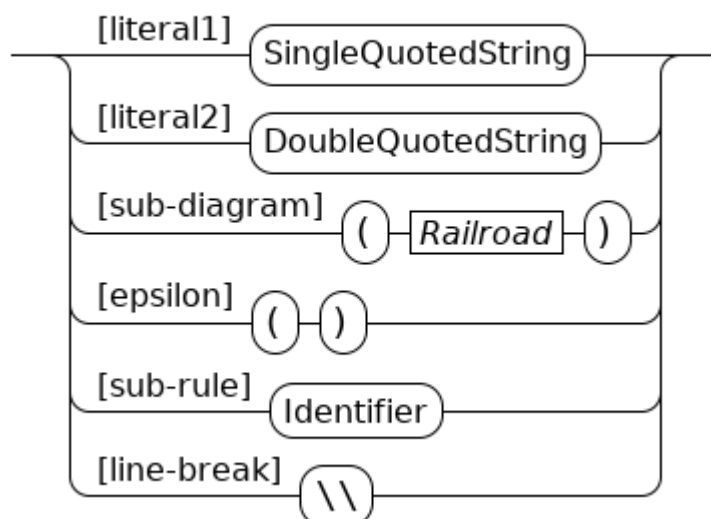 [literal1] SingleQuotedString
[literal2] DoubleQuotedString
[sub-diagram] ( Railroad )
[epsilon] ( )
[sub-rule] Identifier
[line-break] \\